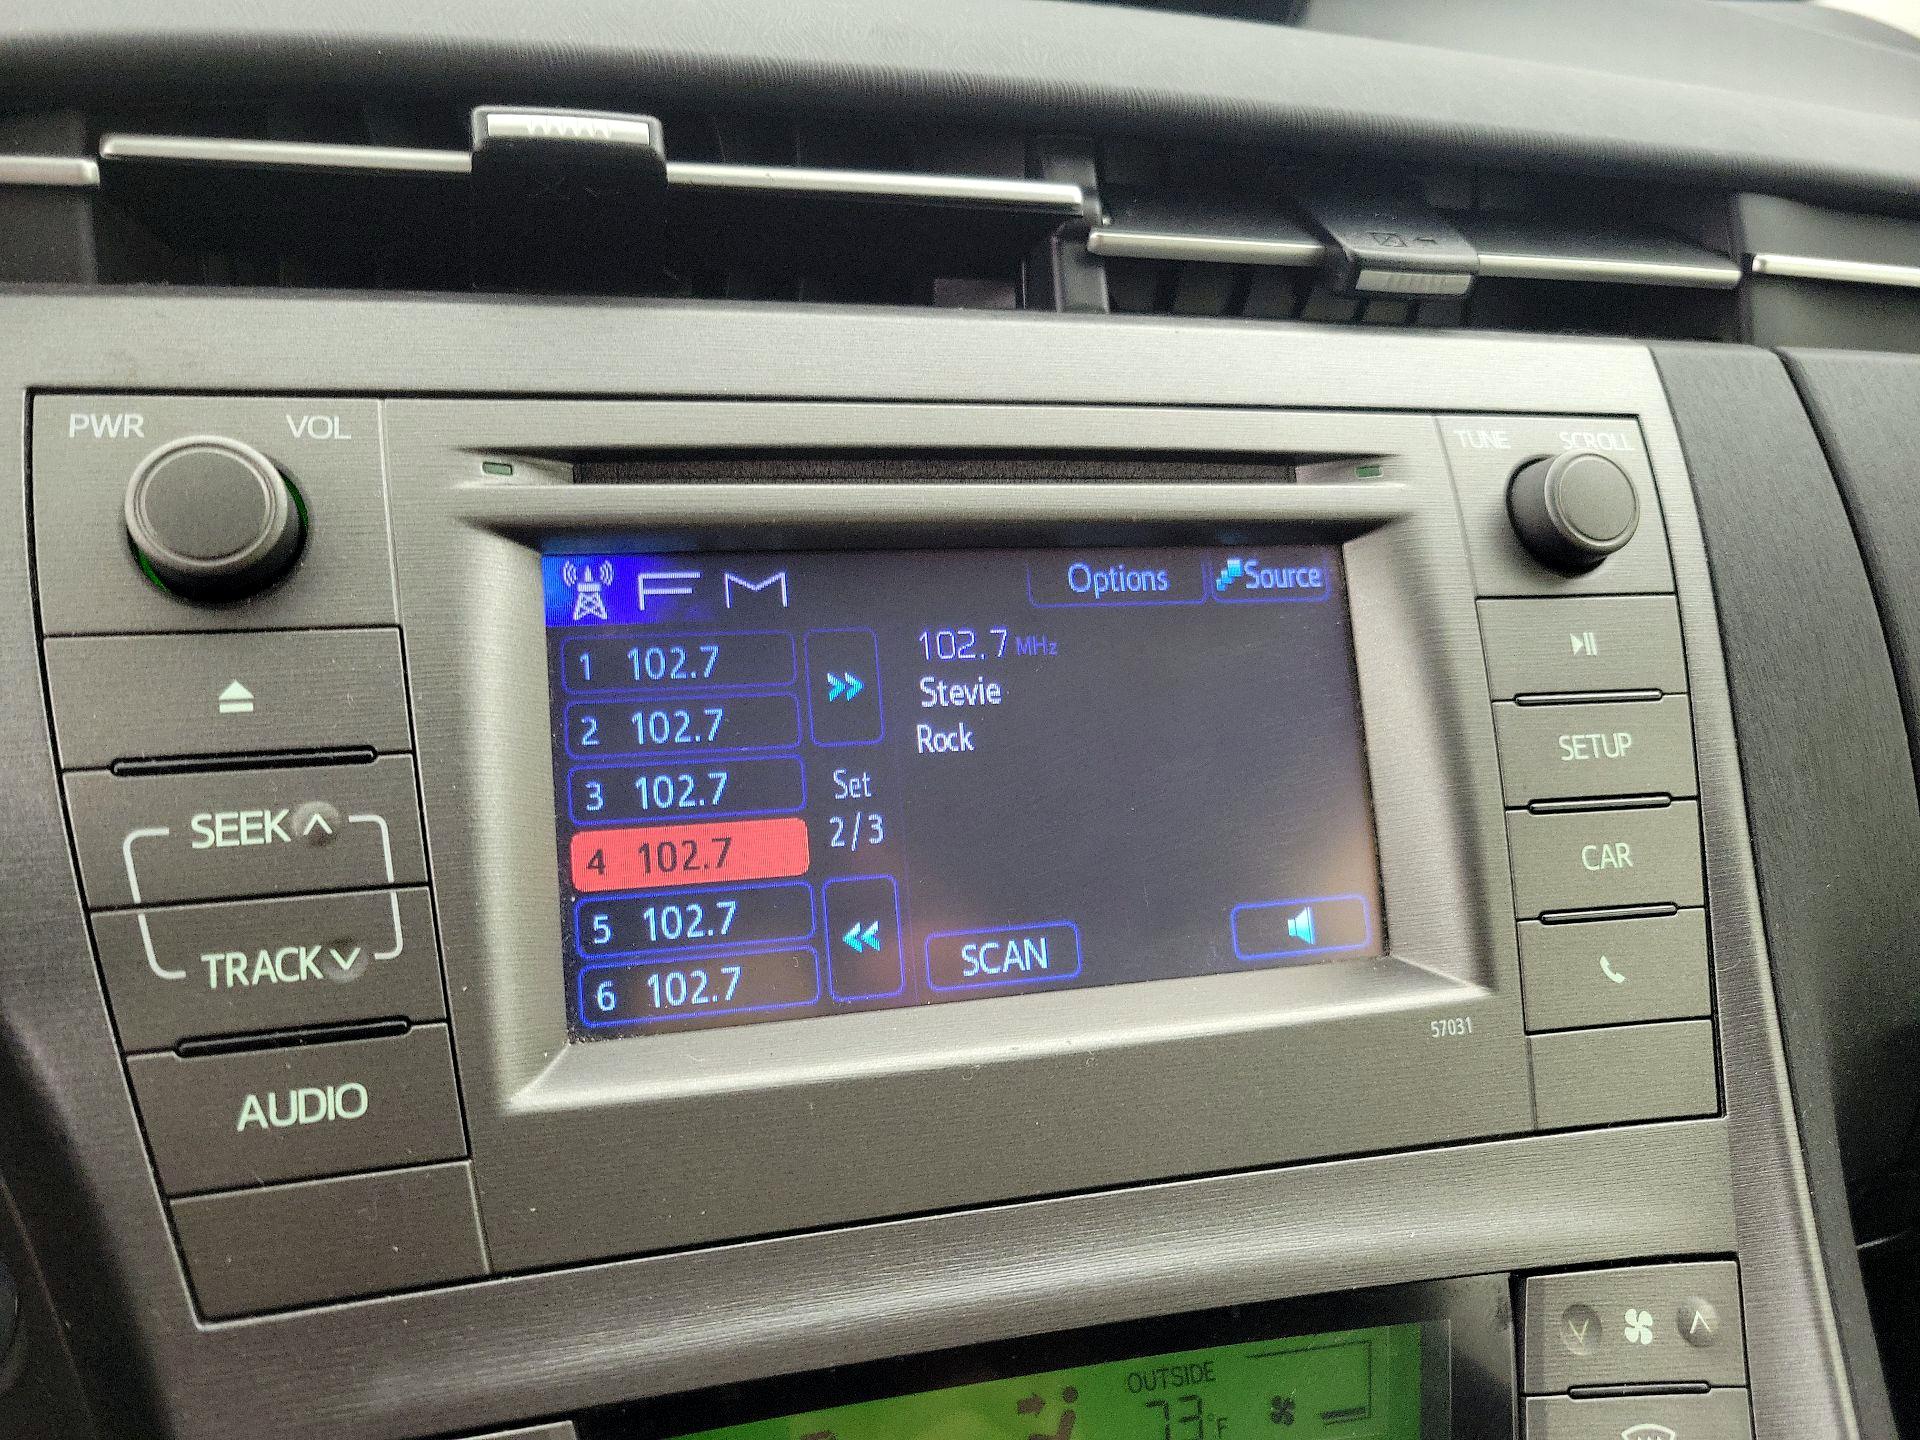 PWR VOL
TUNE SCROLL
FM Options Source
1 102.7
2 102.7
3 102.7
4 102.7
5 102.7
6 102.7
Set
2/3
102.7 MHz
Stevie
Rock
SCAN
SEEK
TRACK
AUDIO
SETUP
CAR
57031
OUTSIDE
73°F